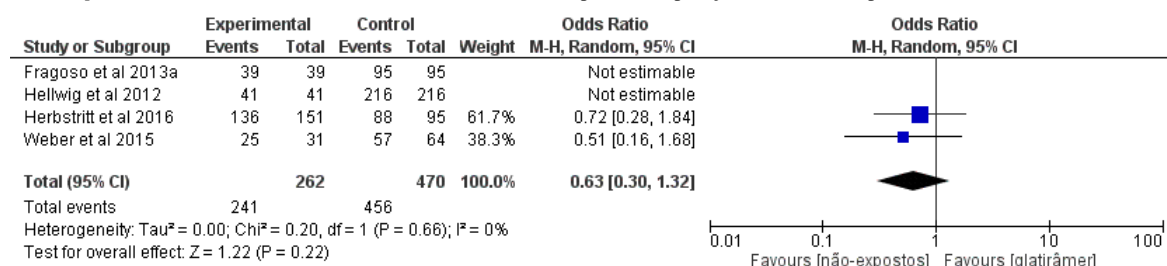 Experimental Control Odds Ratio Odds Ratio
Study or Subgroup Events Total Events Total Weight M-H, Random, 95% CI M-H, Random, 95% CI
Fragoso et al 2013a 39 39 95 95 Not estimable
Hellwig et al 2012 41 41 216 216 Not estimable
Herbstritt et al 2016 136 151 88 95 61.7% 0.72 [0.28, 1.84]
Weber et al 2015 25 31 57 64 38.3% 0.51 [0.16, 1.68]
Total (95% CI) 262 470 100.0% 0.63 [0.30, 1.32]
Total events 241 456
Heterogeneity: Tau² = 0.00; Chi² = 0.20, df = 1 (P = 0.66); I² = 0%
Test for overall effect: Z = 1.22 (P = 0.22)
0.01 0.1 1 10 100
Favours [não-expostos] Favours [glatirâmer]